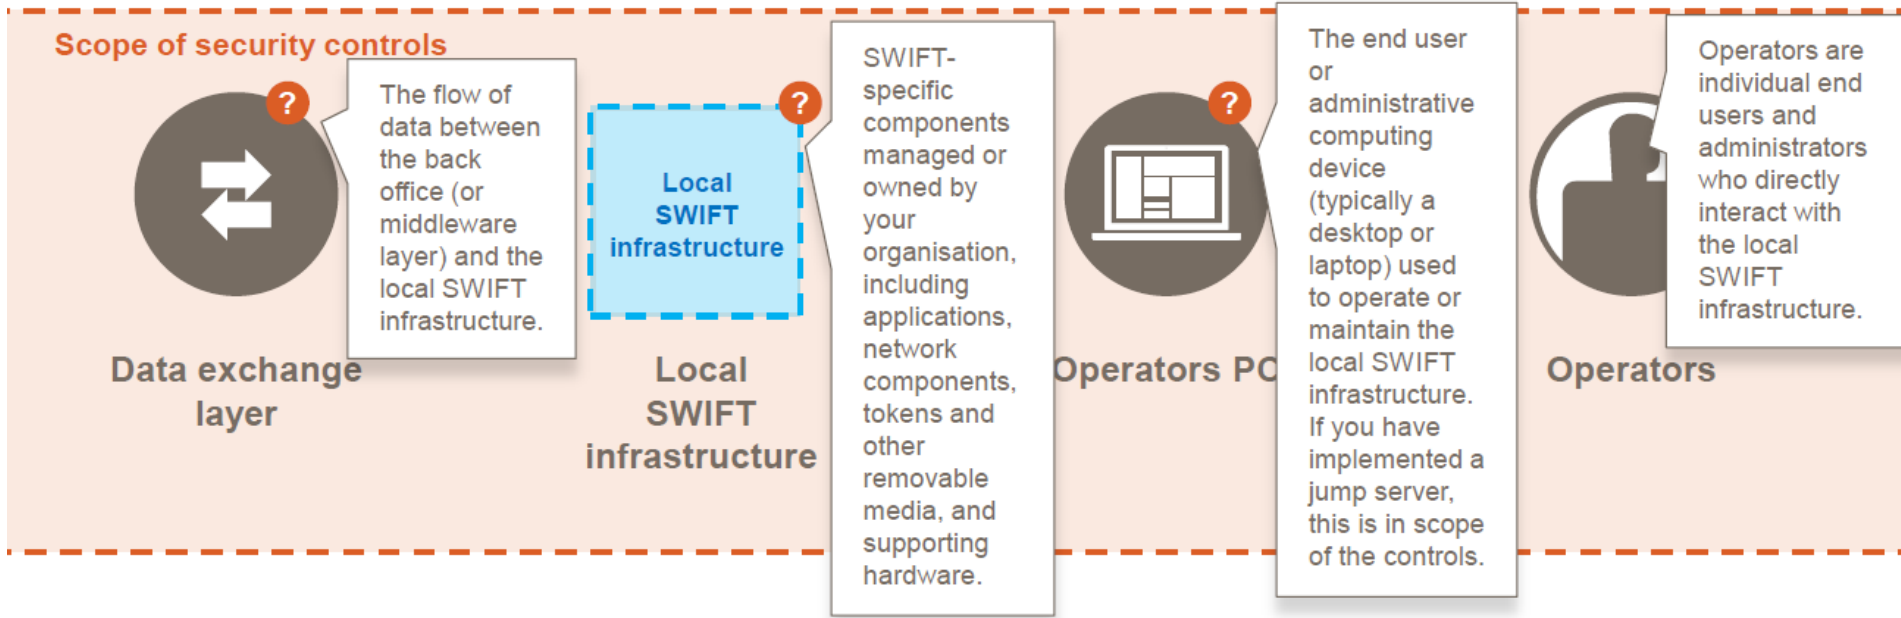 Scope of security controls
?
The flow of
data between
the back
office (or
middleware
layer) and the
local SWIFT
infrastructure.
Data exchange
layer
?
Local
SWIFT
infrastructure
SWIFT-
specific
components
managed or
owned by
your
organisation,
including
applications,
network
components,
tokens and
other
removable
media, and
supporting
hardware.
Local
SWIFT
infrastructure
?
The end user
or
administrative
computing
device
(typically a
desktop or
laptop) used
to operate or
maintain the
local SWIFT
infrastructure.
If you have
implemented a
jump server,
this is in scope
of the controls.
Operators PC
Operators are
individual end
users and
administrators
who directly
interact with
the local
SWIFT
infrastructure.
Operators